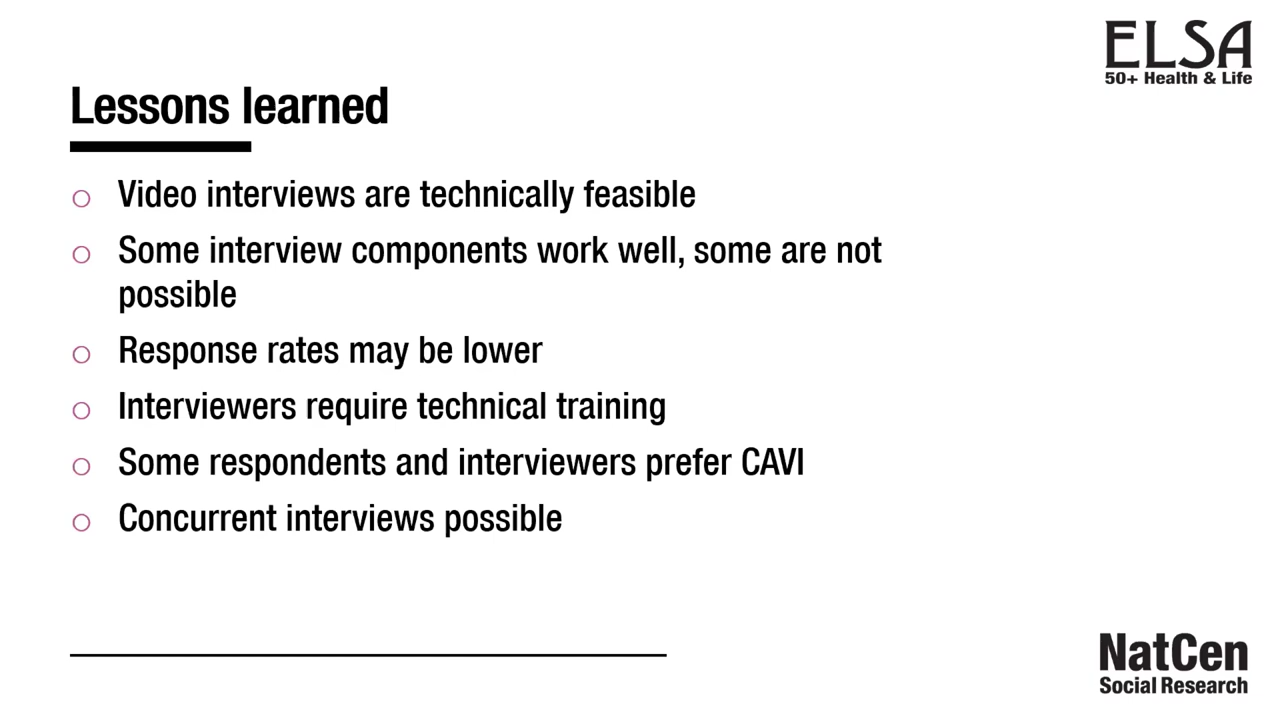 ELSA
50+ Health & Life
Lessons learned
Video interviews are technically feasible
Some interview components work well, some are not
possible
Response rates may be lower
Interviewers require technical training
Some respondents and interviewers prefer CAVI
Concurrent interviews possible
NatCen
Social Research